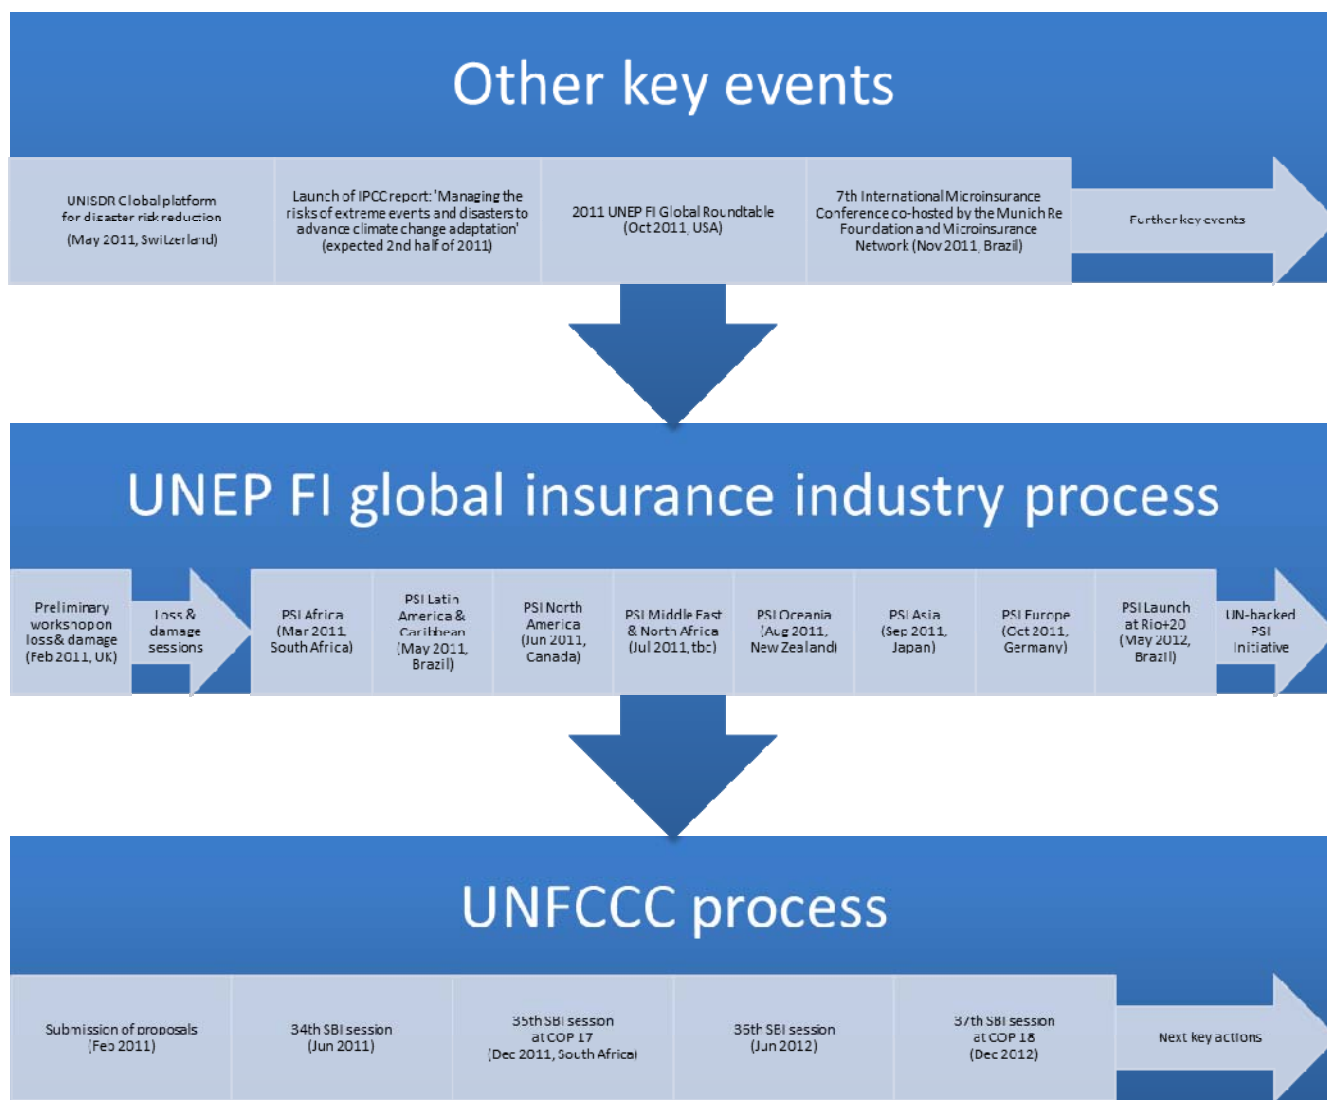 Other key events
UNISDR Global platform
for disaster risk reduction
(May 2011, Switzerland)
Launch of IPCC report: 'Managing the
risks of extreme events and disasters to
advance climate change adaptation'
(expected 2nd half of 2011)
2011 UNEP FI Global Roundtable
(Oct 2011, USA)
7th International Microinsurance
Conference co-hosted by the Munich Re
Foundation and Microinsurance
Network (Nov 2011, Brazil)
Further key events
UNEP FI global insurance industry process
Preliminary
workshop on
loss & damage
(Feb 2011, UK)
Loss &
damage
sessions
PSI Africa
(Mar 2011,
South Africa)
PSI Latin
America &
Caribbean
(May 2011,
Brazil)
PSI North
America
(Jun 2011,
Canada)
PSI Middle East
& North Africa
(Jul 2011, tbc)
PSI Oceania
(Aug 2011,
New Zealand)
PSI Asia
(Sep 2011,
Japan)
PSI Europe
(Oct 2011,
Germany)
PSI Launch
at Rio+20
(May 2012,
Brazil)
UN-backed
PSI
Initiative
UNFCCC process
Submission of proposals
(Feb 2011)
34th SBI session
(Jun 2011)
35th SBI session
at COP 17
(Dec 2011, South Africa)
36th SBI session
(Jun 2012)
37th SBI session
at COP 18
(Dec 2012)
Next key actions